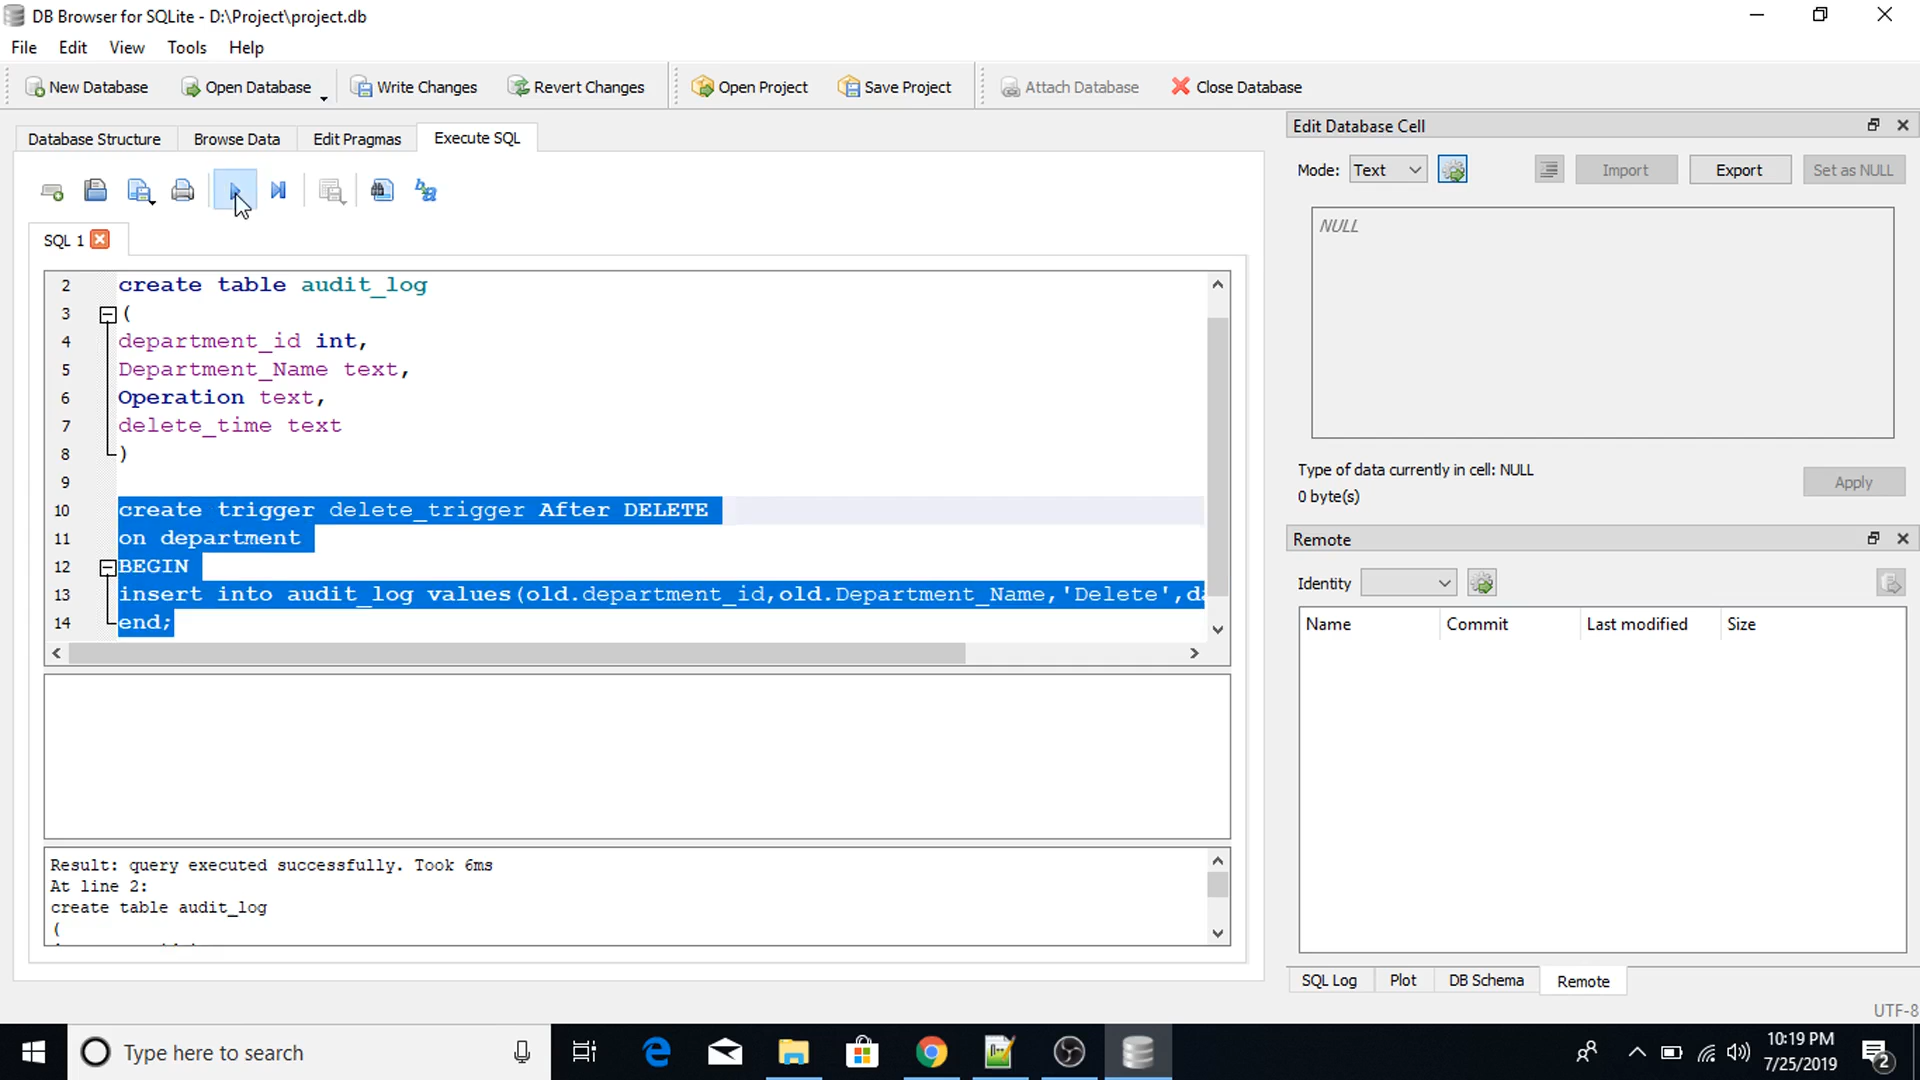 DB Browser for SQLite - D:\Project\project.db
File Edit View Tools Help
New Database Open Database Write Changes Revert Changes Open Project Save Project Attach Database Close Database
Database Structure Browse Data Edit Pragmas Execute SQL
SQL 1
2 create table audit_log
3 (
4 department_id int,
5 Department_Name text,
6 Operation text,
7 delete_time text
8 )
9
10 create trigger delete_trigger After DELETE
11 on department
12 BEGIN
13 insert into audit_log values(old.department_id,old.Department_Name,'Delete',da
14 end;
Result: query executed successfully. Took 6ms
At line 2:
create table audit_log
(
Edit Database Cell
Mode: Text Import Export Set as NULL
NULL
Type of data currently in cell: NULL
0 byte(s)
Apply
Remote
Identity
Name Commit Last modified Size
SQL Log Plot DB Schema Remote
UTF-8
Type here to search
10:19 PM
7/25/2019
2